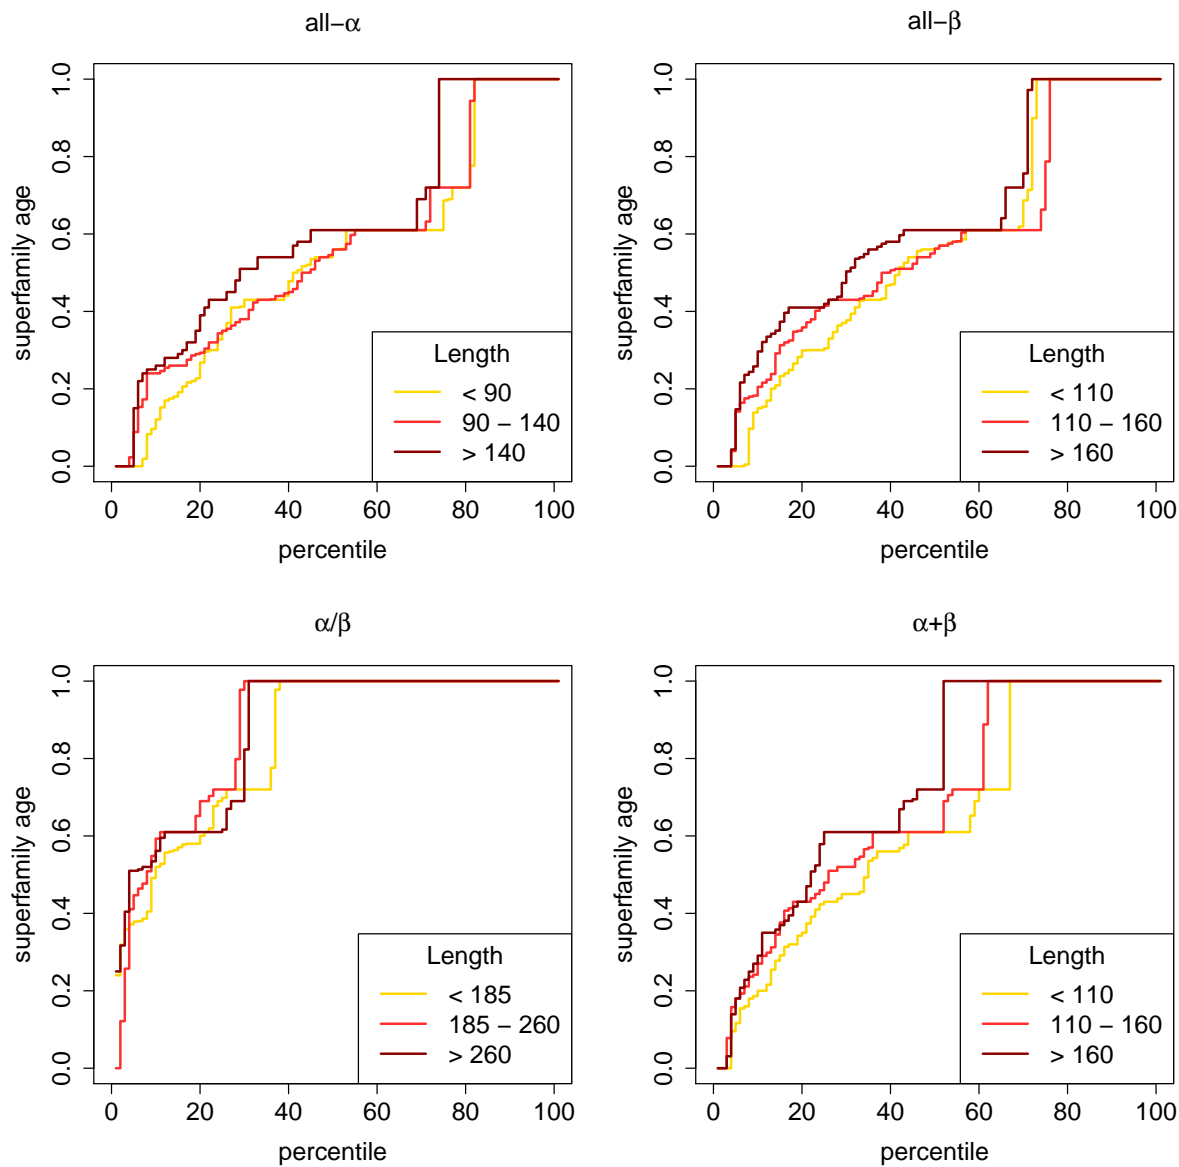 all−α
superfamily age
0.0 0.2 0.4 0.6 0.8 1.0
0 20 40 60 80 100
percentile
Length
< 90
90 − 140
> 140
all−β
superfamily age
0.0 0.2 0.4 0.6 0.8 1.0
0 20 40 60 80 100
percentile
Length
< 110
110 − 160
> 160
α/β
superfamily age
0.0 0.2 0.4 0.6 0.8 1.0
0 20 40 60 80 100
percentile
Length
< 185
185 − 260
> 260
α+β
superfamily age
0.0 0.2 0.4 0.6 0.8 1.0
0 20 40 60 80 100
percentile
Length
< 110
110 − 160
> 160